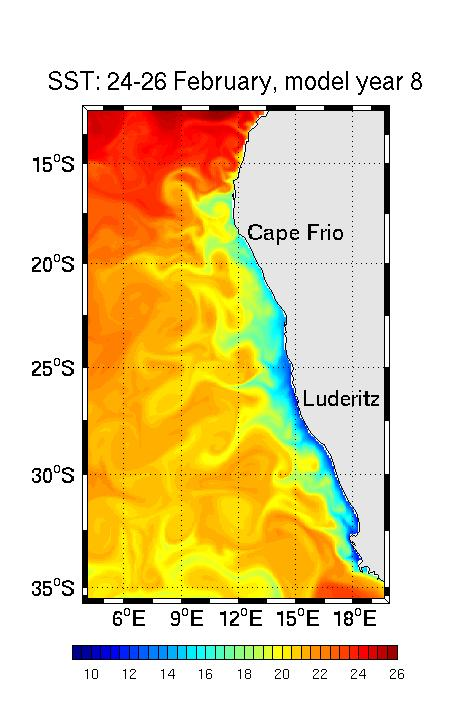 SST: 24-26 February, model year 8
15°S
Cape Frio
20°S
25°S
Luderitz
30°S
35°S
6°E 9°E 12°E 15°E 18°E
10 12 14 16 18 20 22 24 26